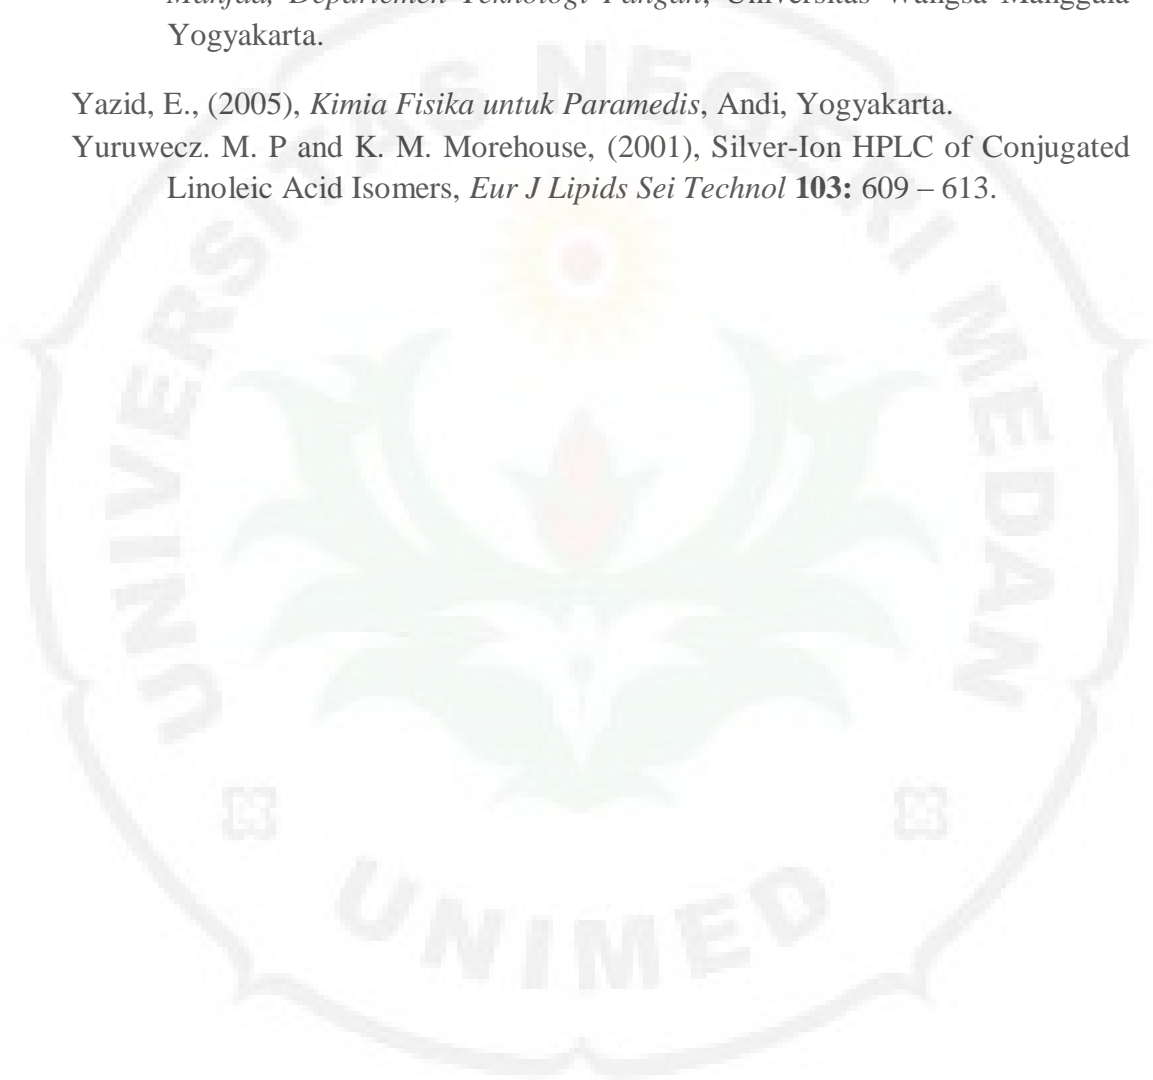 Manfaa, Departemen Teknologi Pangan, Universitas Wangsa Manggala
Yogyakarta.
Yazid, E., (2005), Kimia Fisika untuk Paramedis, Andi, Yogyakarta.
Yuruwecz. M. P and K. M. Morehouse, (2001), Silver-Ion HPLC of Conjugated
Linoleic Acid Isomers, Eur J Lipids Sei Technol 103: 609 – 613.
UNIVERSITAS NEGERI MEDAN
UNIMED